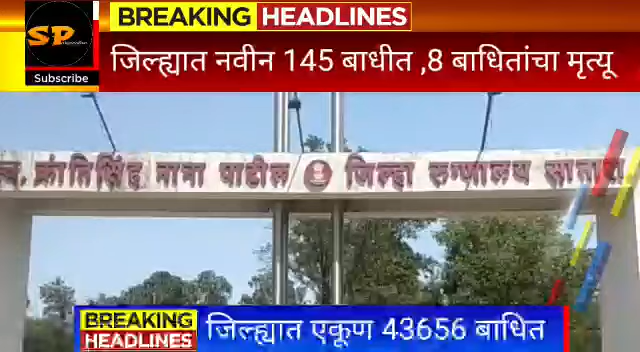 SP
Subscribe
BREAKING HEADLINES
जिल्ह्यात नवीन 145 बाधीत ,8 बाधितांचा मृत्यू
स्व. क्रांतिसिंह नाना पाटील जिल्हा रुग्णालय सातारा
BREAKING
HEADLINES
जिल्ह्यात एकूण 43656 बाधित